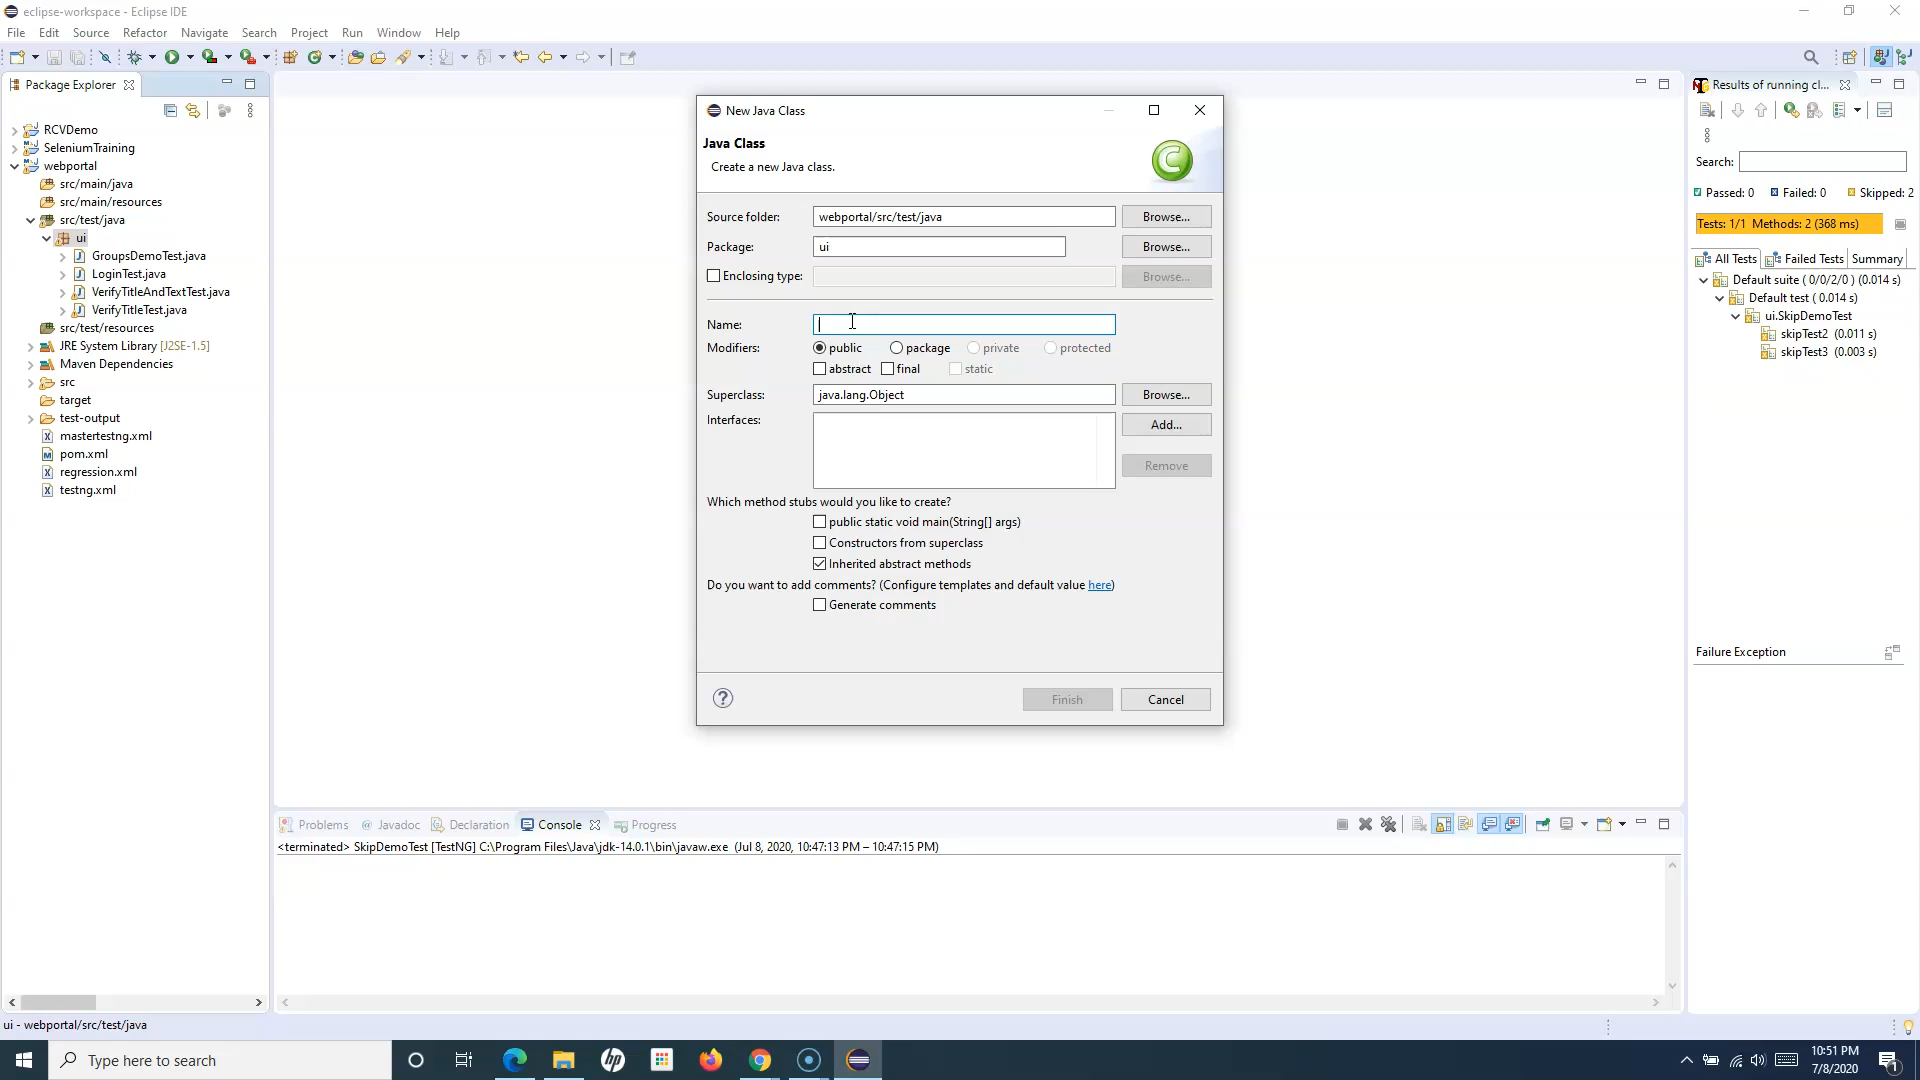 eclipse-workspace - Eclipse IDE
File Edit Source Refactor Navigate Search Project Run Window Help
Package Explorer
RCVDemo
SeleniumTraining
webportal
src/main/java
src/main/resources
src/test/java
ui
GroupsDemoTest.java
LoginTest.java
VerifyTitleAndTextTest.java
VerifyTitleTest.java
src/test/resources
JRE System Library [J2SE-1.5]
Maven Dependencies
src
target
test-output
mastertestng.xml
pom.xml
regression.xml
testng.xml
New Java Class
Java Class
Create a new Java class.
Source folder: webportal/src/test/java Browse...
Package: ui Browse...
Enclosing type: Browse...
Name:
Modifiers: public package private protected
abstract final static
Superclass: java.lang.Object Browse...
Interfaces: Add...
Remove
Which method stubs would you like to create?
public static void main(String[] args)
Constructors from superclass
Inherited abstract methods
Do you want to add comments? (Configure templates and default value here)
Generate comments
Finish Cancel
Results of running cl...
Search:
Passed: 0 Failed: 0 Skipped: 2
Tests: 1/1 Methods: 2 (368 ms)
All Tests Failed Tests Summary
Default suite ( 0/0/2/0 ) (0.014 s)
Default test ( 0.014 s)
ui.SkipDemoTest
skipTest2 (0.011 s)
skipTest3 (0.003 s)
Failure Exception
Problems Javadoc Declaration Console Progress
<terminated> SkipDemoTest [TestNG] C:\Program Files\Java\jdk-14.0.1\bin\javaw.exe (Jul 8, 2020, 10:47:13 PM – 10:47:15 PM)
ui - webportal/src/test/java
Type here to search
10:51 PM
7/8/2020